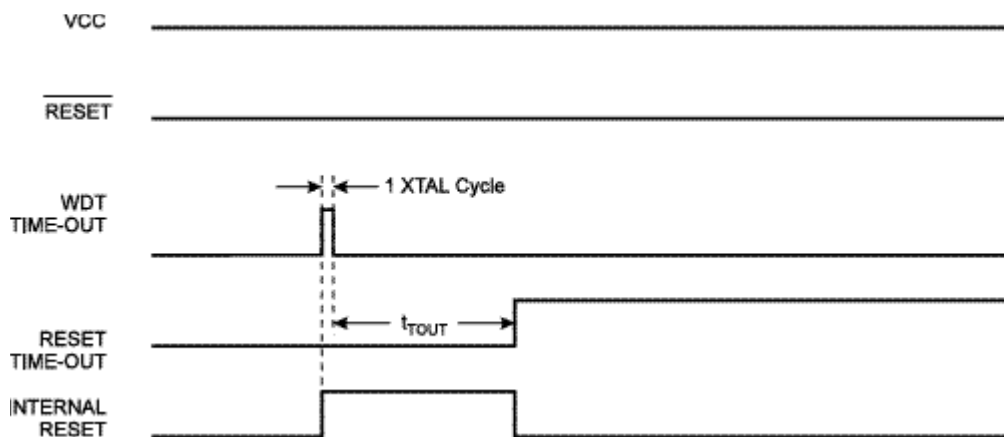 VCC
RESET
1 XTAL Cycle
WDT
TIME-OUT
tTOUT
RESET
TIME-OUT
INTERNAL
RESET